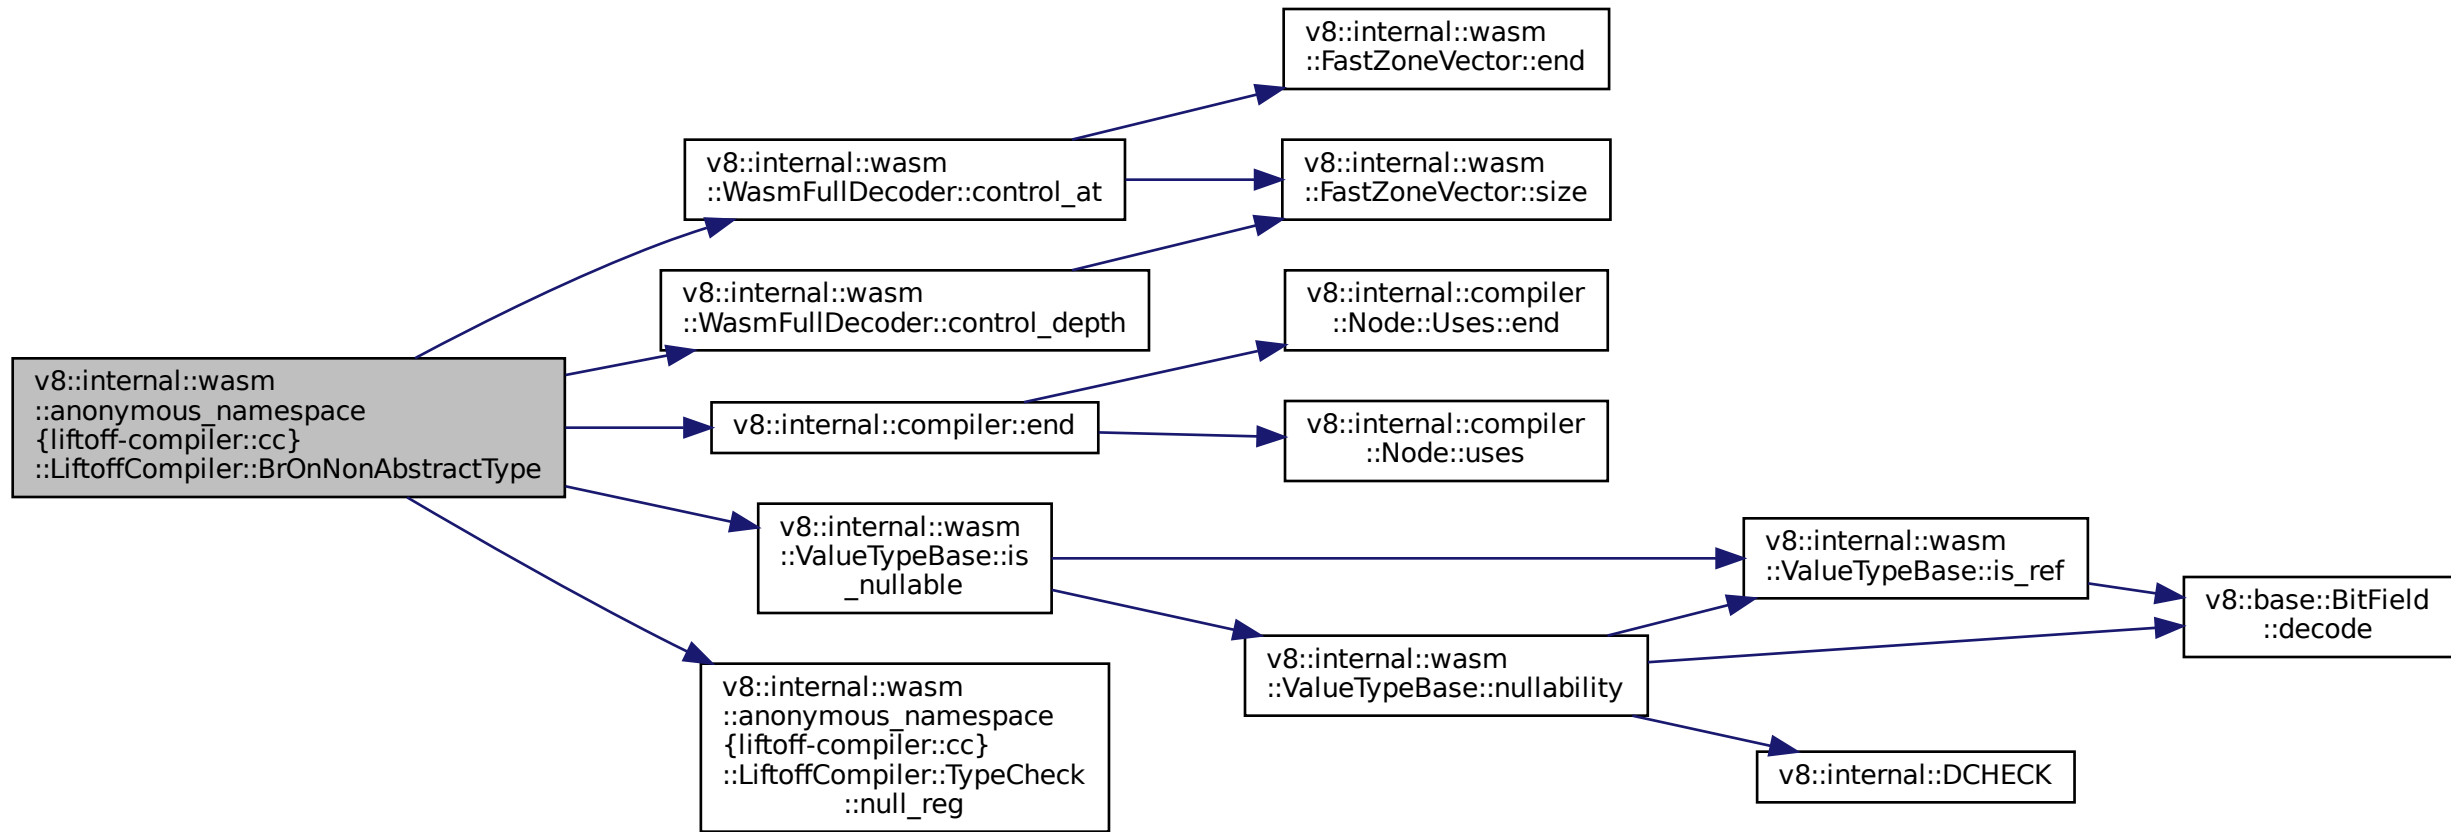 v8::internal::wasm
::FastZoneVector::end
v8::internal::wasm
::WasmFullDecoder::control_at
v8::internal::wasm
::FastZoneVector::size
v8::internal::wasm
::WasmFullDecoder::control_depth
v8::internal::compiler
::Node::Uses::end
v8::internal::wasm
::anonymous_namespace
{liftoff-compiler::cc}
::LiftoffCompiler::BrOnNonAbstractType
v8::internal::compiler::end
v8::internal::compiler
::Node::uses
v8::internal::wasm
::ValueTypeBase::is
_nullable
v8::internal::wasm
::ValueTypeBase::is_ref
v8::base::BitField
::decode
v8::internal::wasm
::ValueTypeBase::nullability
v8::internal::wasm
::anonymous_namespace
{liftoff-compiler::cc}
::LiftoffCompiler::TypeCheck
::null_reg
v8::internal::DCHECK